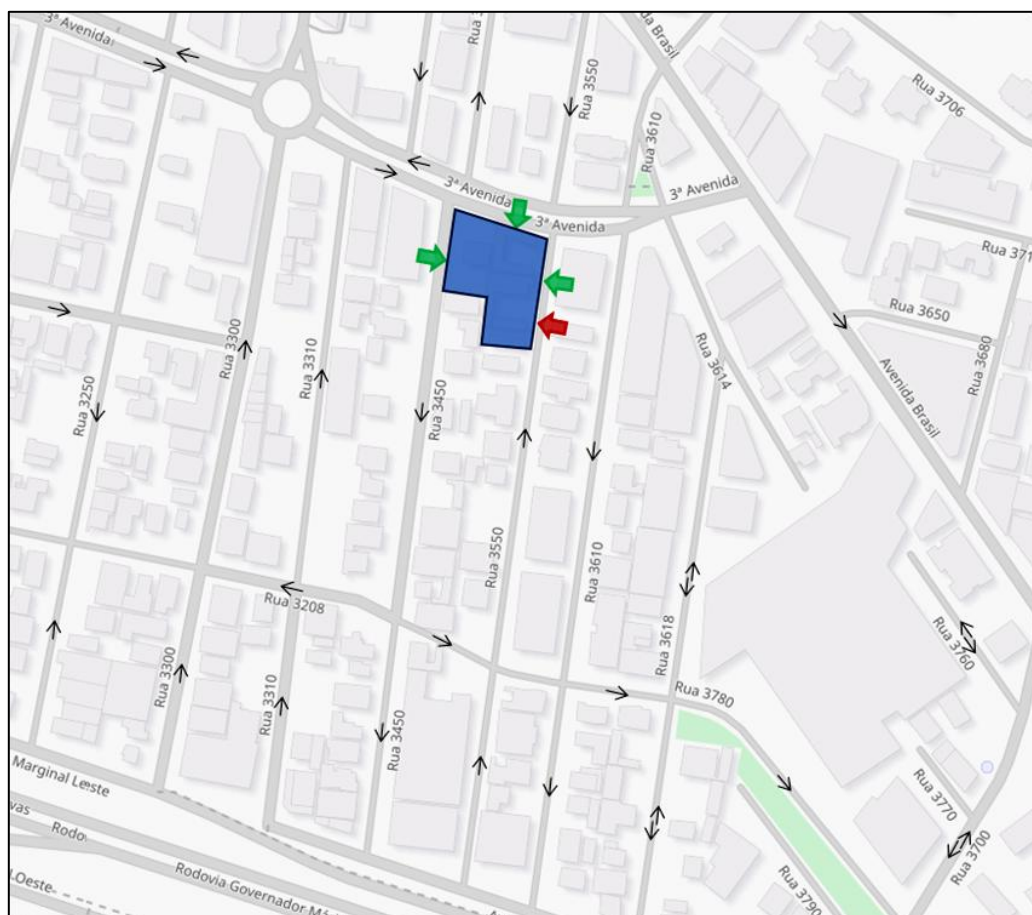 3ª Avenida
da Brasil
Rua 3550
Rua 3706
Rua 3610
3ª Avenida
3ª Avenida
3ª Avenida
Rua 3650
Rua 3680
Rua 3300
Rua 3310
Rua 3250
Rua 3450
Rua 3614
Avenida Brasil
Rua 3550
Rua 3610
Rua 3208
Rua 3618
Rua 3760
Rua 3300
Rua 3310
Rua 3450
Rua 3780
Marginal Leste
Rua 3770
Rua 3700
Rodovia Governador
Oeste
Rua 3790